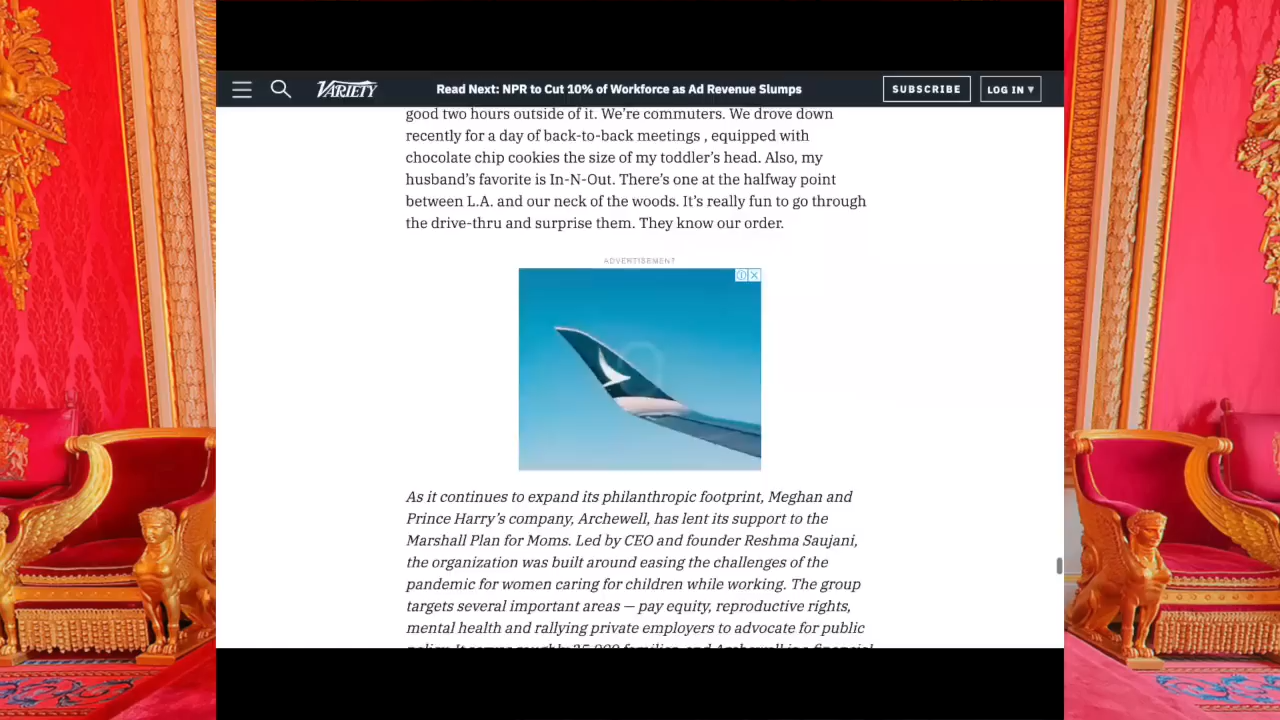 VARIETY
Read Next: NPR to Cut 10% of Workforce as Ad Revenue Slumps
SUBSCRIBE
LOG IN ▾
good two hours outside of it. We’re commuters. We drove down
recently for a day of back-to-back meetings , equipped with
chocolate chip cookies the size of my toddler’s head. Also, my
husband’s favorite is In-N-Out. There’s one at the halfway point
between L.A. and our neck of the woods. It’s really fun to go through
the drive-thru and surprise them. They know our order.
ADVERTISEMENT
As it continues to expand its philanthropic footprint, Meghan and
Prince Harry’s company, Archewell, has lent its support to the
Marshall Plan for Moms. Led by CEO and founder Reshma Saujani,
the organization was built around easing the challenges of the
pandemic for women caring for children while working. The group
targets several important areas — pay equity, reproductive rights,
mental health and rallying private employers to advocate for public